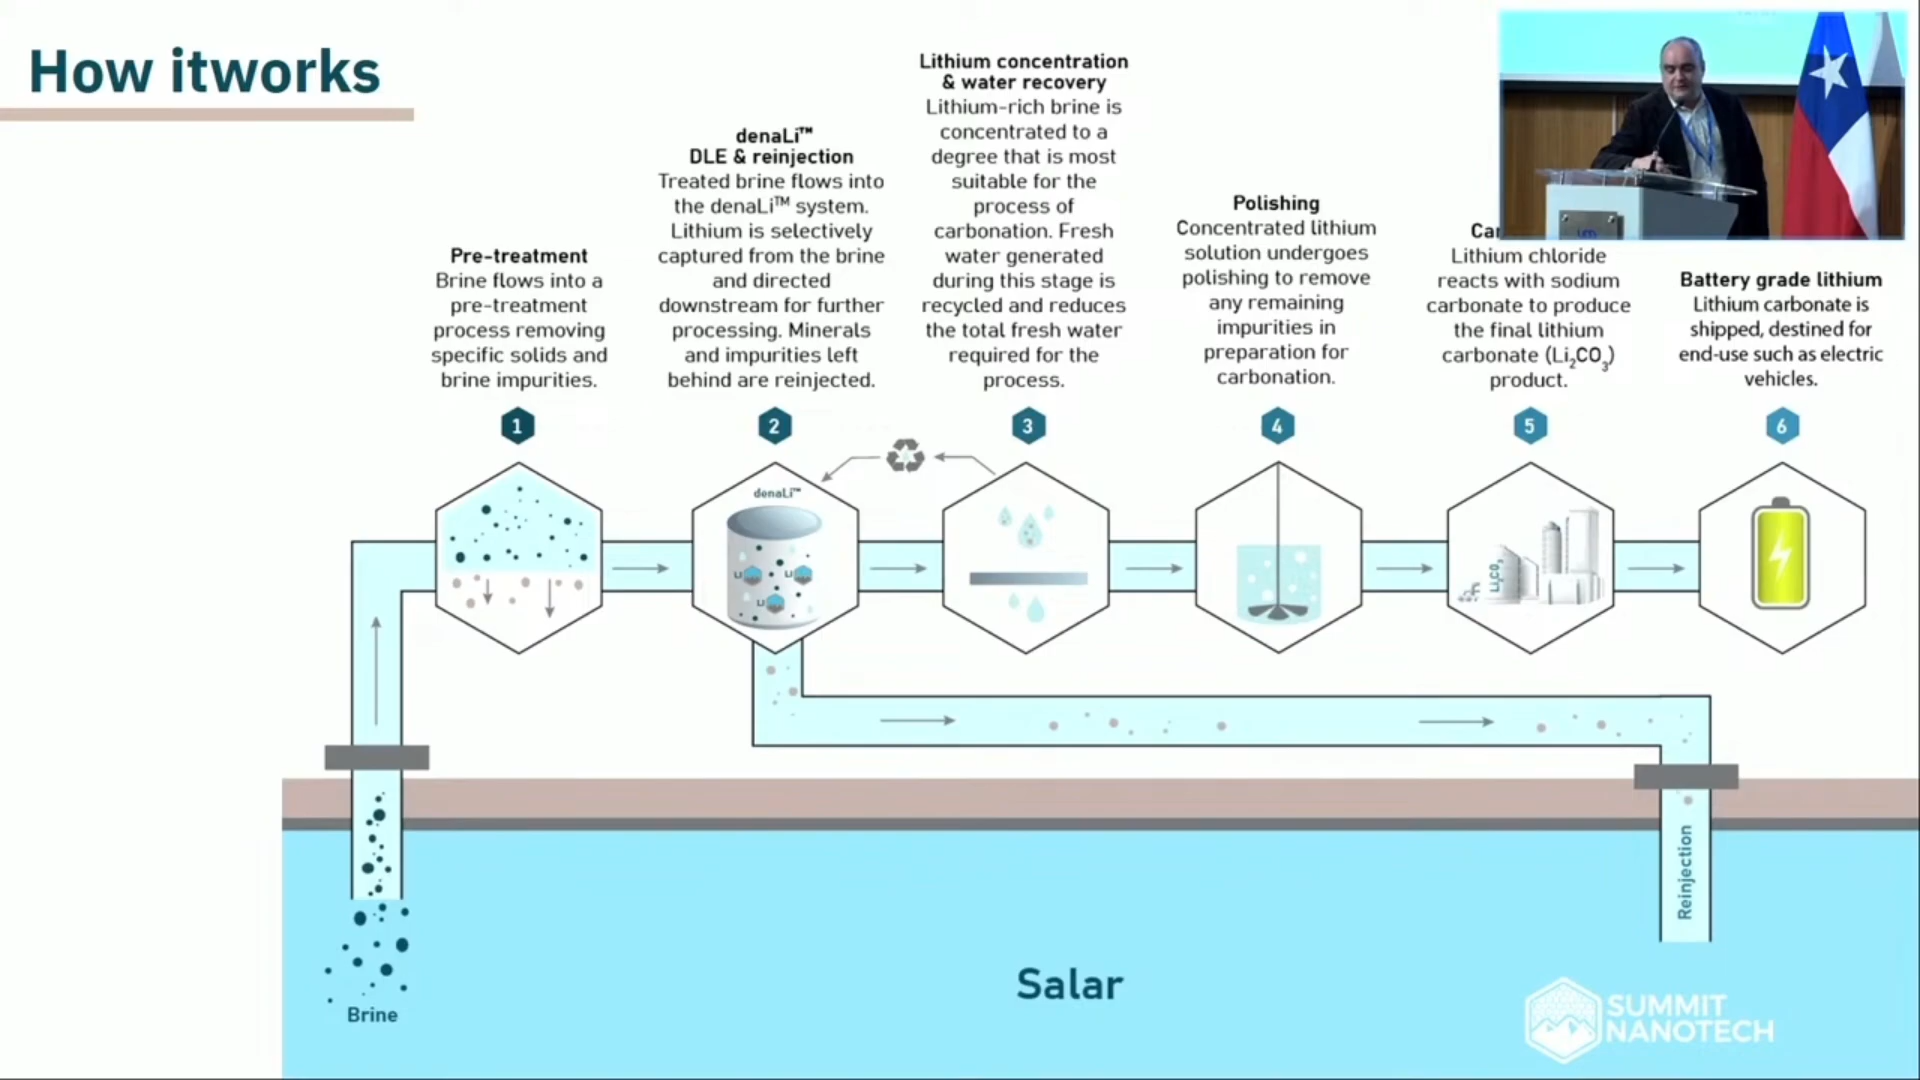 How itworks
Pre-treatment
Brine flows into a
pre-treatment
process removing
specific solids and
brine impurities.
1
denaLi™
DLE & reinjection
Treated brine flows into
the denaLi™ system.
Lithium is selectively
captured from the brine
and directed
downstream for further
processing. Minerals
and impurities left
behind are reinjected.
2
Lithium concentration
& water recovery
Lithium-rich brine is
concentrated to a
degree that is most
suitable for the
process of
carbonation. Fresh
water generated
during this stage is
recycled and reduces
the total fresh water
required for the
process.
3
Polishing
Concentrated lithium
solution undergoes
polishing to remove
any remaining
impurities in
preparation for
carbonation.
4
Lithium chloride
reacts with sodium
carbonate to produce
the final lithium
carbonate (Li₂CO₃)
product.
5
Battery grade lithium
Lithium carbonate is
shipped, destined for
end-use such as electric
vehicles.
6
denaLi™
Li
Li
Li
Li₂CO₃
Reinjection
Salar
Brine
SUMMIT
NANOTECH